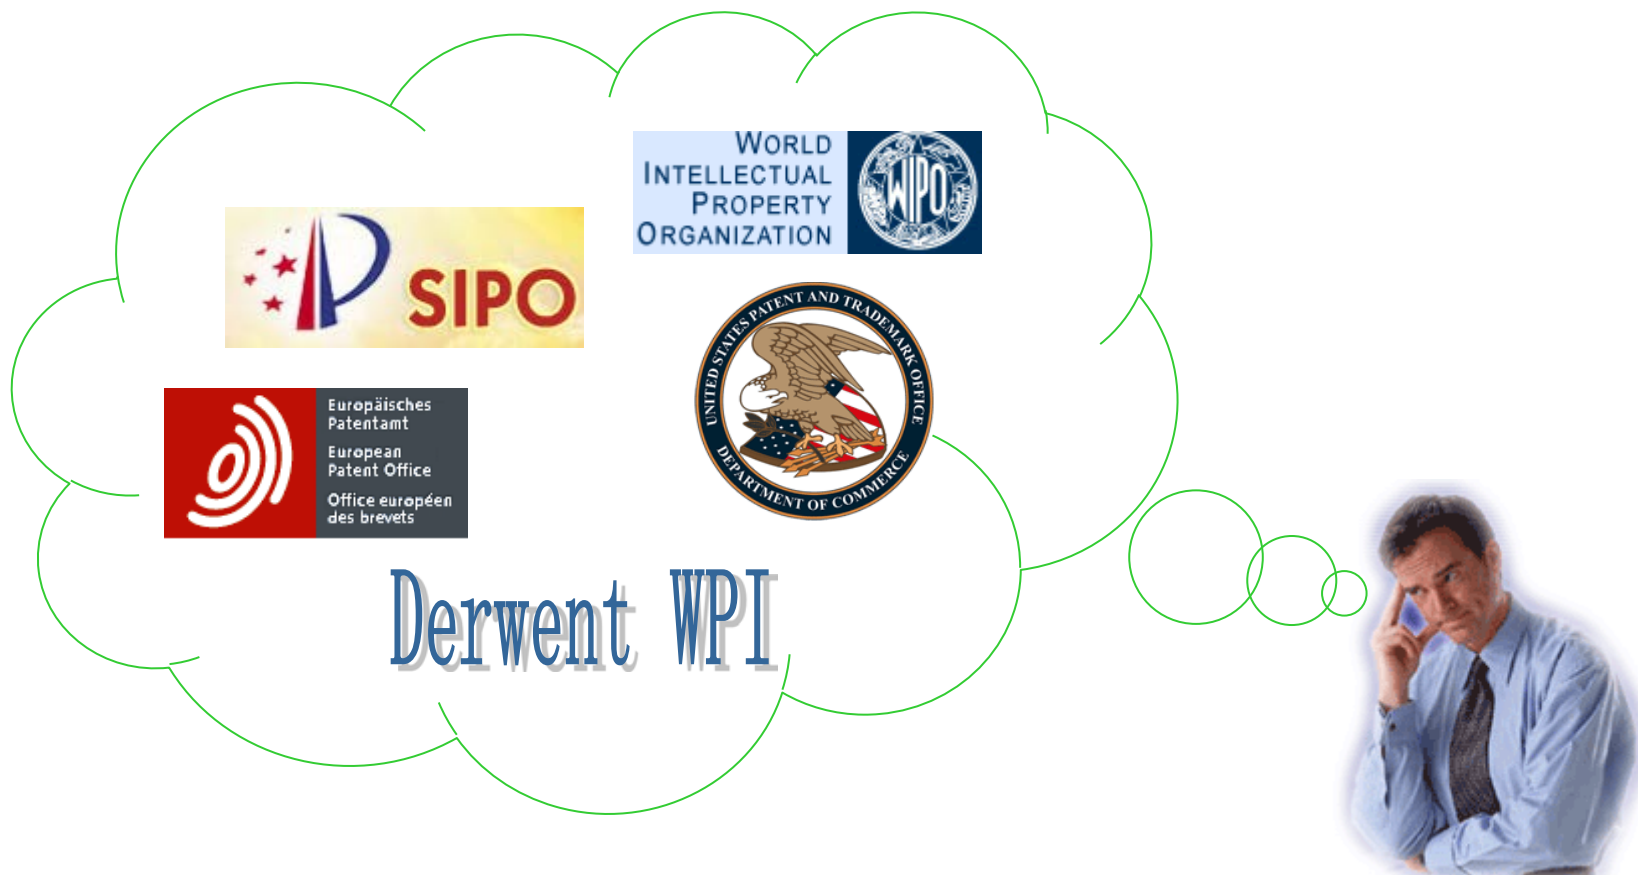 WORLD
INTELLECTUAL
PROPERTY
ORGANIZATION
WIPO
SIPO
UNITED STATES PATENT AND TRADEMARK OFFICE
DEPARTMENT OF COMMERCE
Europäisches
Patentamt
European
Patent Office
Office européen
des brevets
Derwent WPI